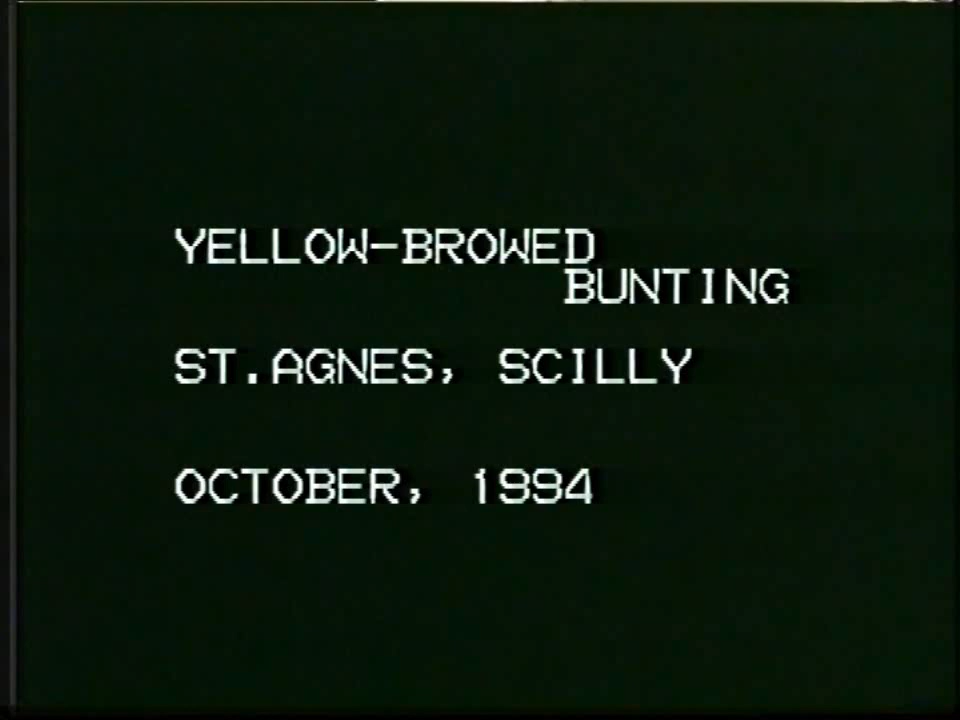 YELLOW-BROWED
BUNTING
ST.AGNES, SCILLY
OCTOBER, 1994